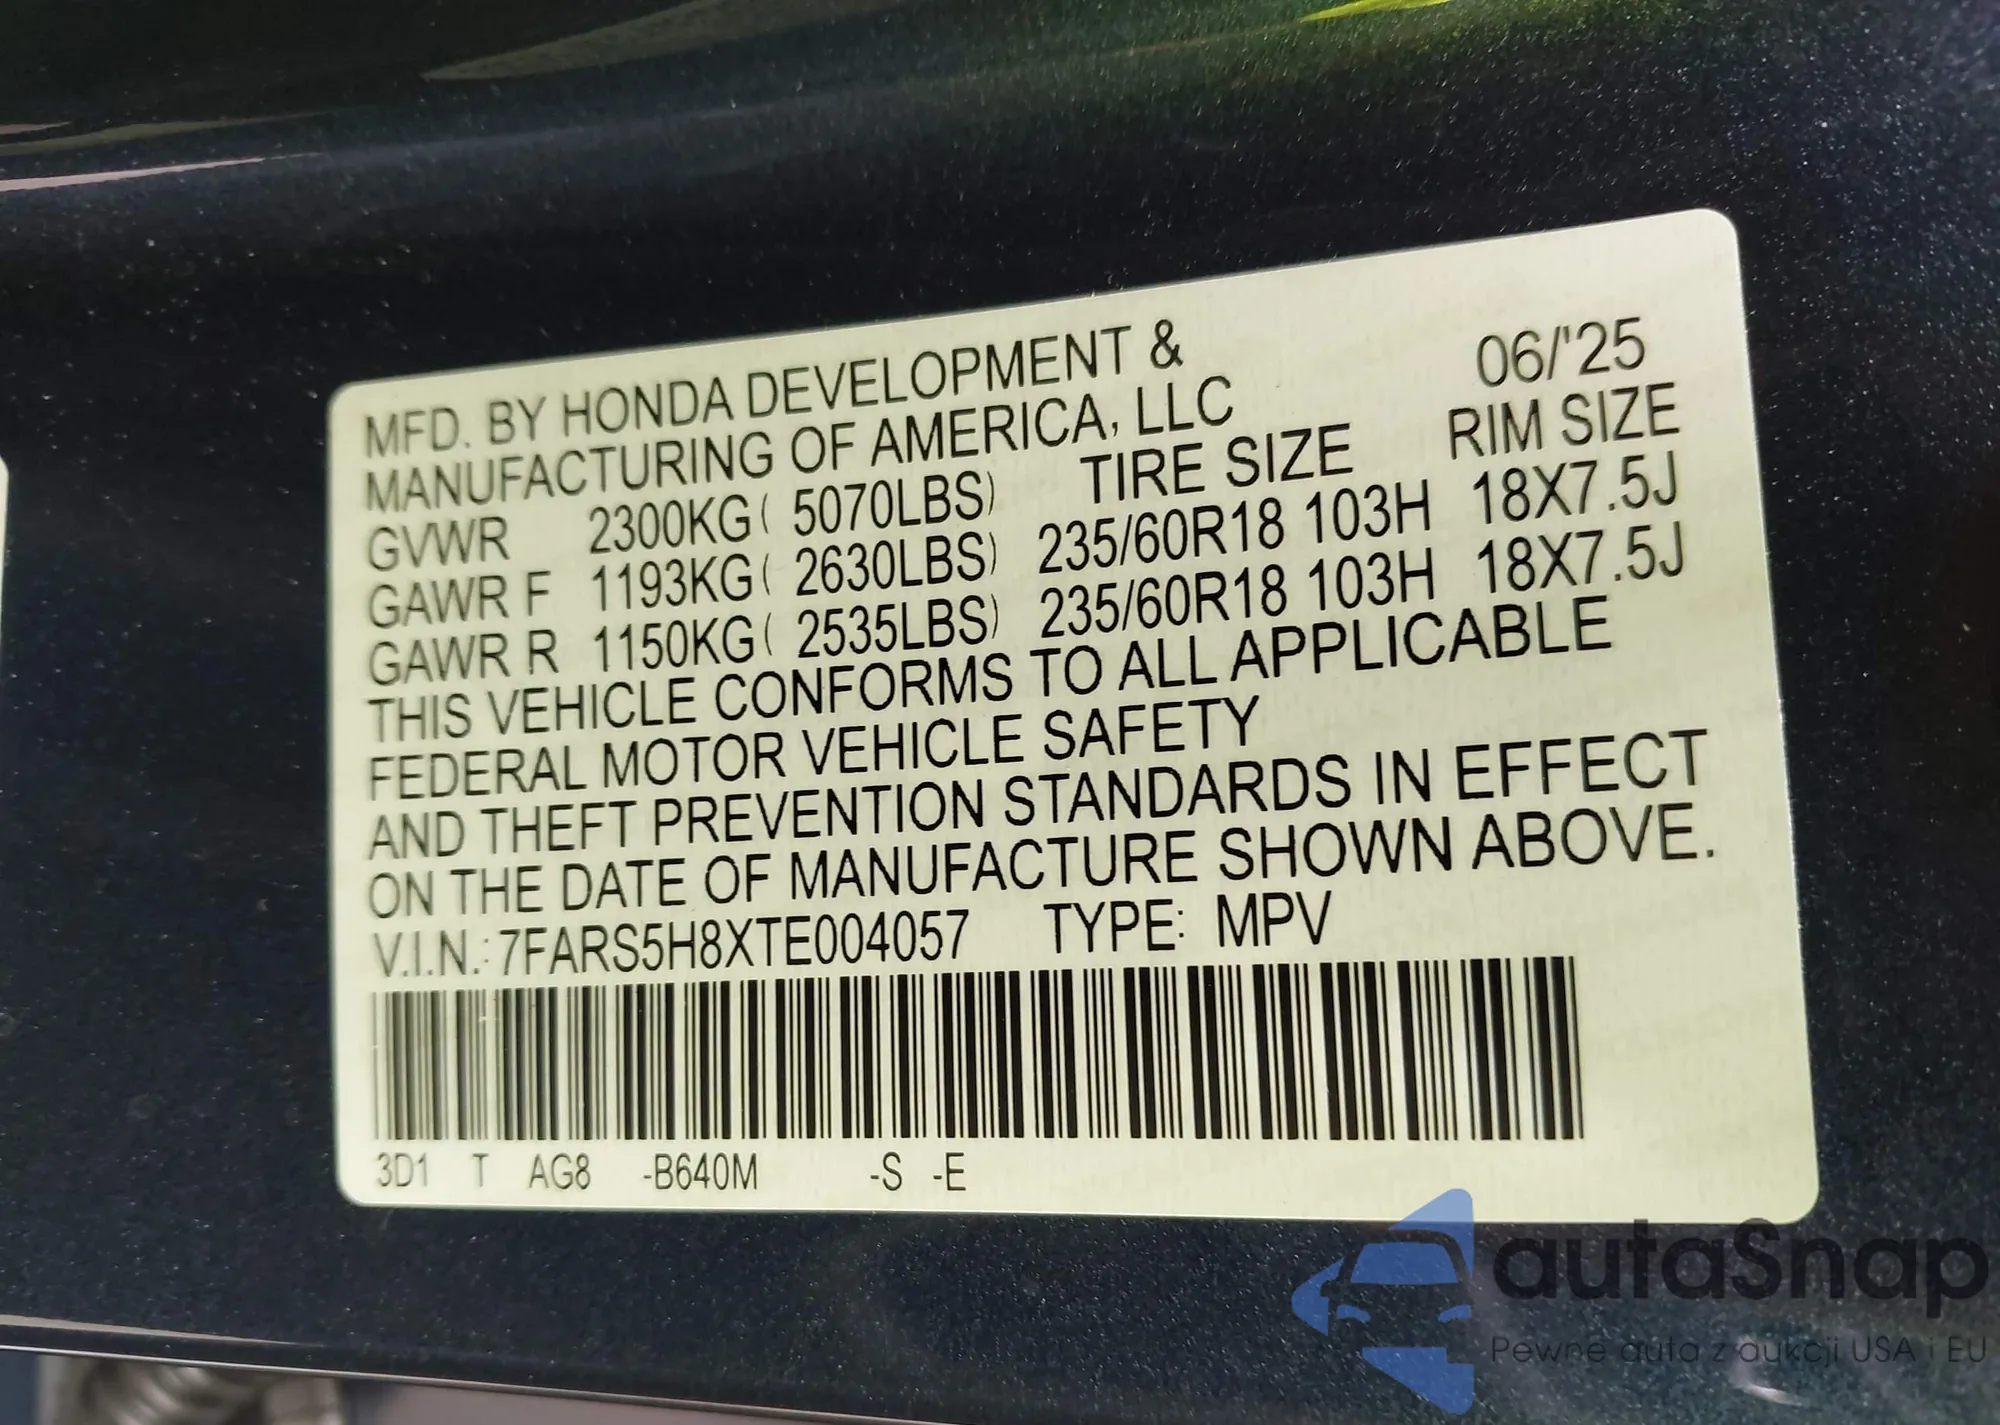 MFD. BY HONDA DEVELOPMENT & 06/'25
MANUFACTURING OF AMERICA, LLC
TIRE SIZE RIM SIZE
GVWR 2300KG( 5070LBS)
GAWR F 1193KG( 2630LBS) 235/60R18 103H 18X7.5J
GAWR R 1150KG( 2535LBS) 235/60R18 103H 18X7.5J
THIS VEHICLE CONFORMS TO ALL APPLICABLE
FEDERAL MOTOR VEHICLE SAFETY
AND THEFT PREVENTION STANDARDS IN EFFECT
ON THE DATE OF MANUFACTURE SHOWN ABOVE.
V.I.N.: 7FARS5H8XTE004057 TYPE: MPV
3D1 T AG8 -B640M -S -E
autaSnap
Pewne auta z aukcji USA i EU